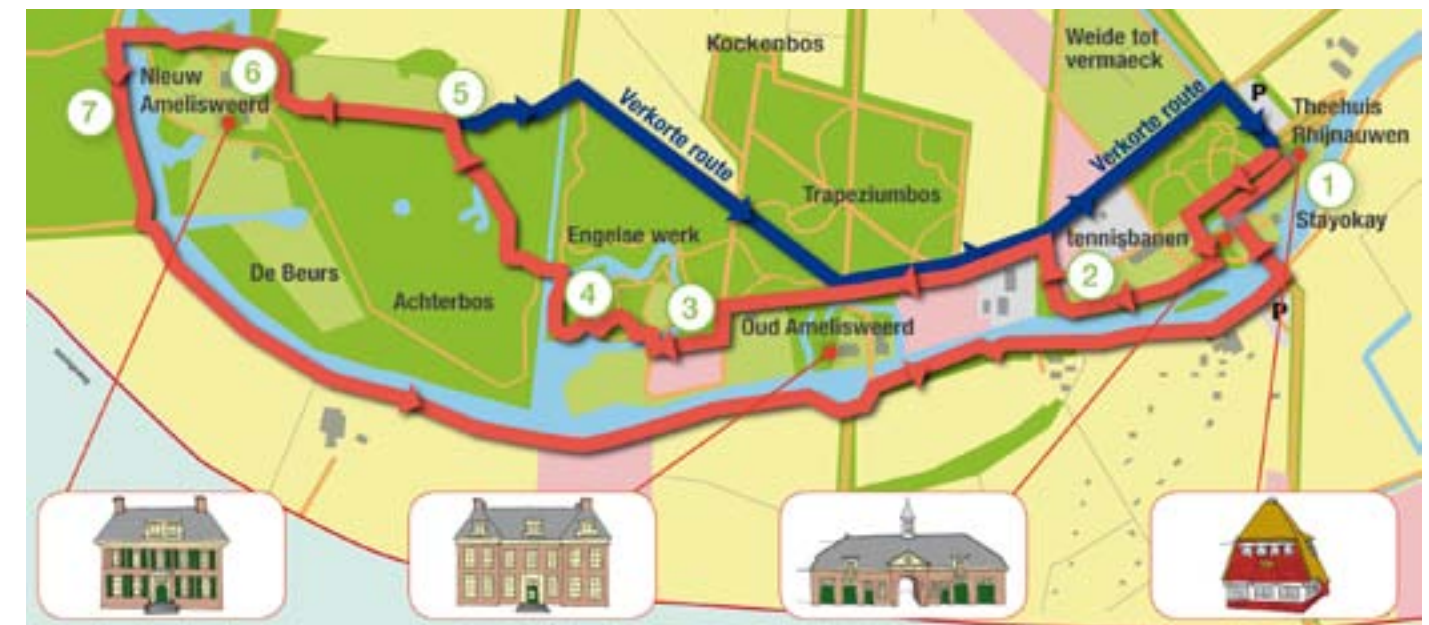 Kockenbos
Weide tot
vermaeck
P
Theehuis
Rhijnauwen
6
Nieuw
Amelisweerd
7
5
Verkorte route
Verkorte route
Trapeziumbos
1
Stayokay
Engelse werk
tennisbanen
De Beurs
2
Achterbos
4
3
Oud Amelisweerd
P